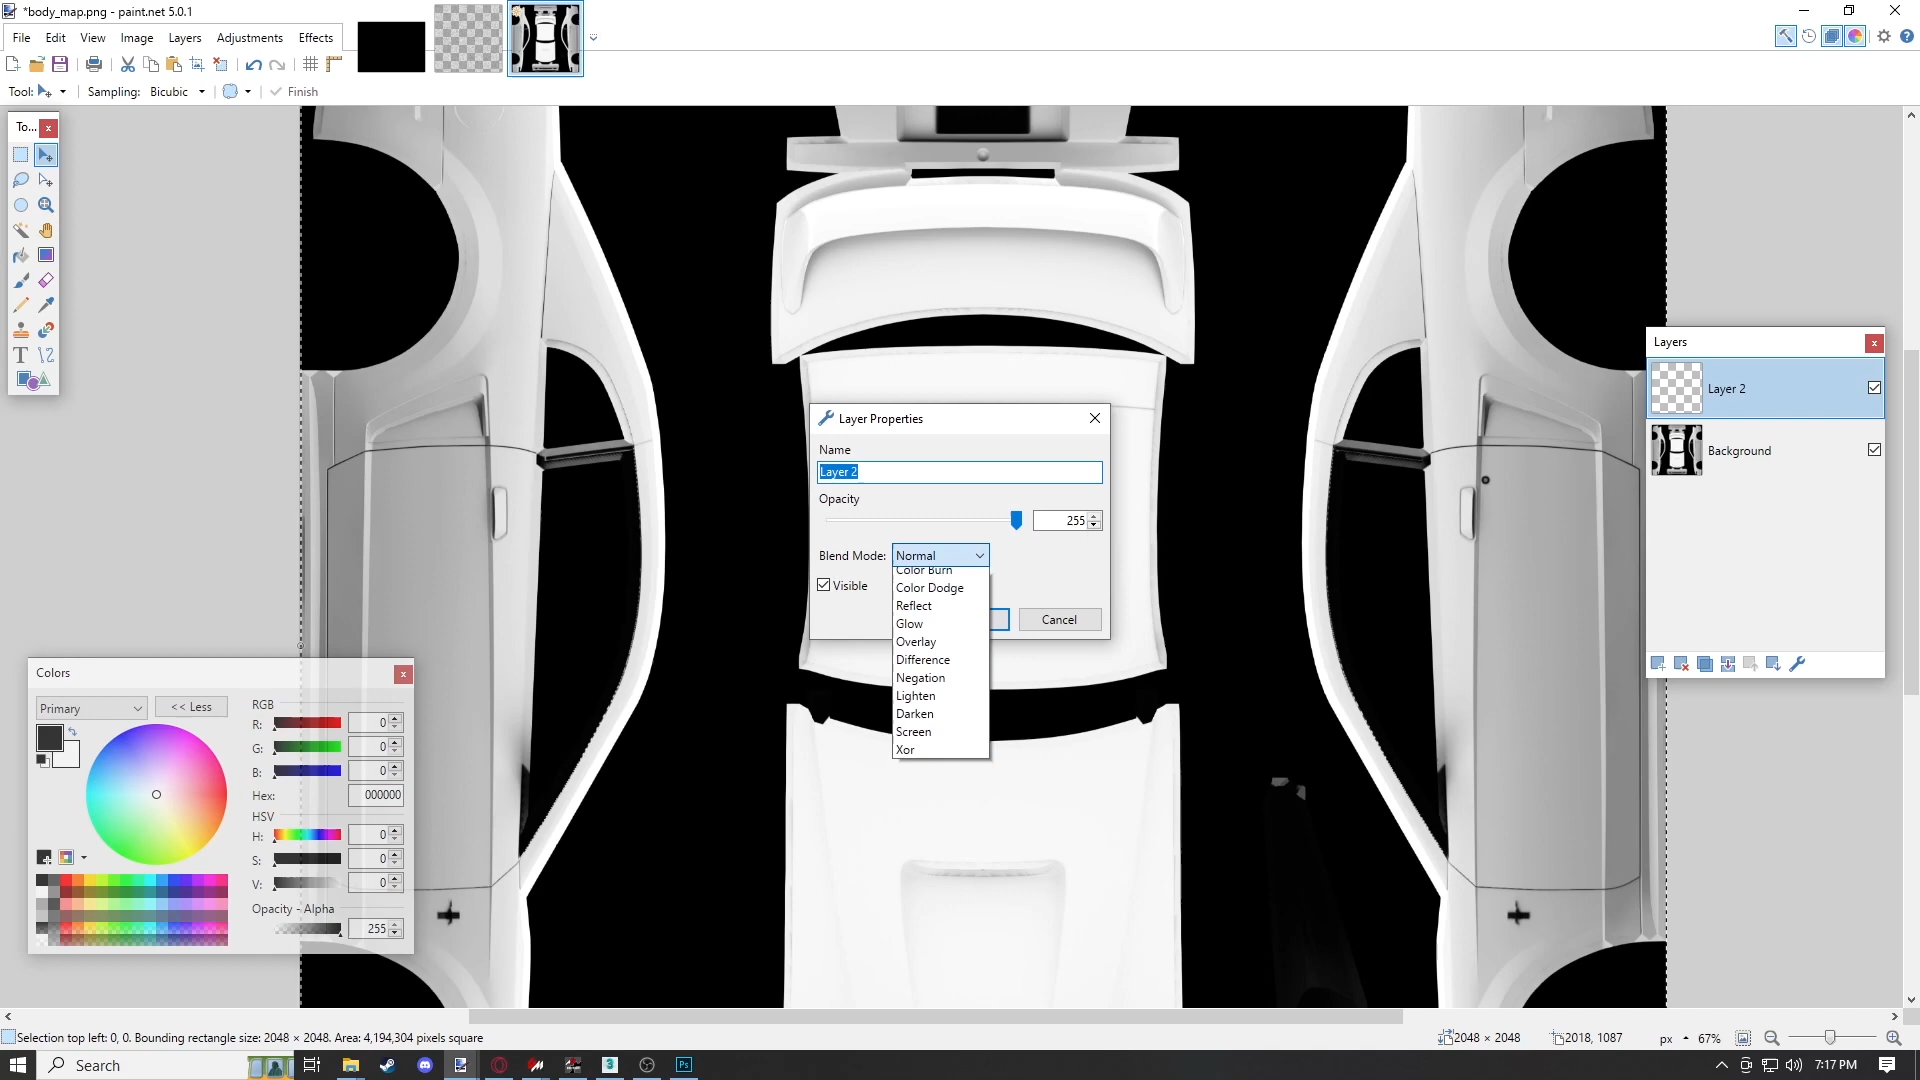 *body_map.png - paint.net 5.0.1
File Edit View Image Layers Adjustments Effects
Tool: Sampling: Bicubic Finish
To...
Layers
Layer 2
Background
Layer Properties
Name
Layer 2
Opacity
255
Blend Mode: Normal
Color Burn
Color Dodge
Reflect
Glow
Overlay
Difference
Negation
Lighten
Darken
Screen
Xor
Visible
Cancel
Colors
Primary
<< Less
RGB
R: 0
G: 0
B: 0
Hex: 000000
HSV
H: 0
S: 0
V: 0
Opacity - Alpha
255
Selection top left: 0, 0. Bounding rectangle size: 2048 × 2048. Area: 4,194,304 pixels square
2048 × 2048
2018, 1087
px
67%
Search
Ps
7:17 PM